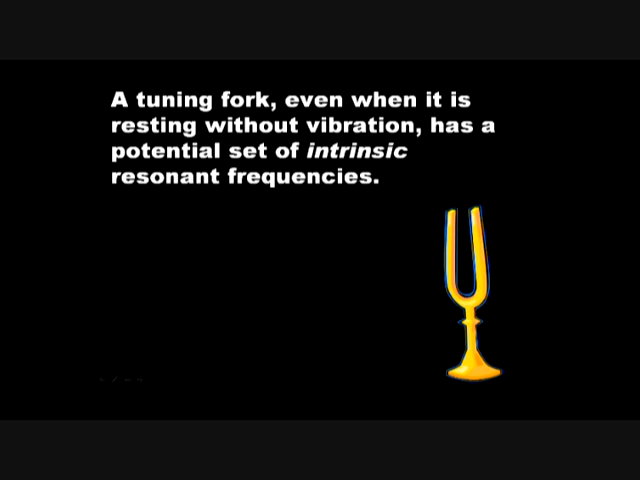 A tuning fork, even when it is
resting without vibration, has a
potential set of intrinsic
resonant frequencies.